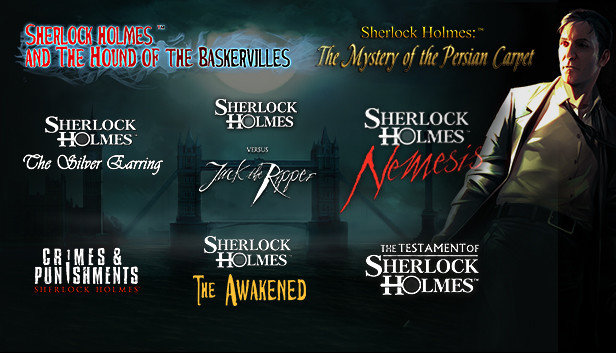 SHERLOCK HOLMES™
AND THE HOUND OF THE BASKERVILLES
Sherlock Holmes:™
The Mystery of the Persian Carpet
SHERLOCK
HOLMES™
The Silver Earring
SHERLOCK
HOLMES
VERSUS
Jack the Ripper
SHERLOCK
HOLMES™
Nemesis
CRIMES &
PUNISHMENTS
SHERLOCK HOLMES
SHERLOCK
HOLMES™
THE AWAKENED
THE TESTAMENT OF
SHERLOCK
HOLMES™